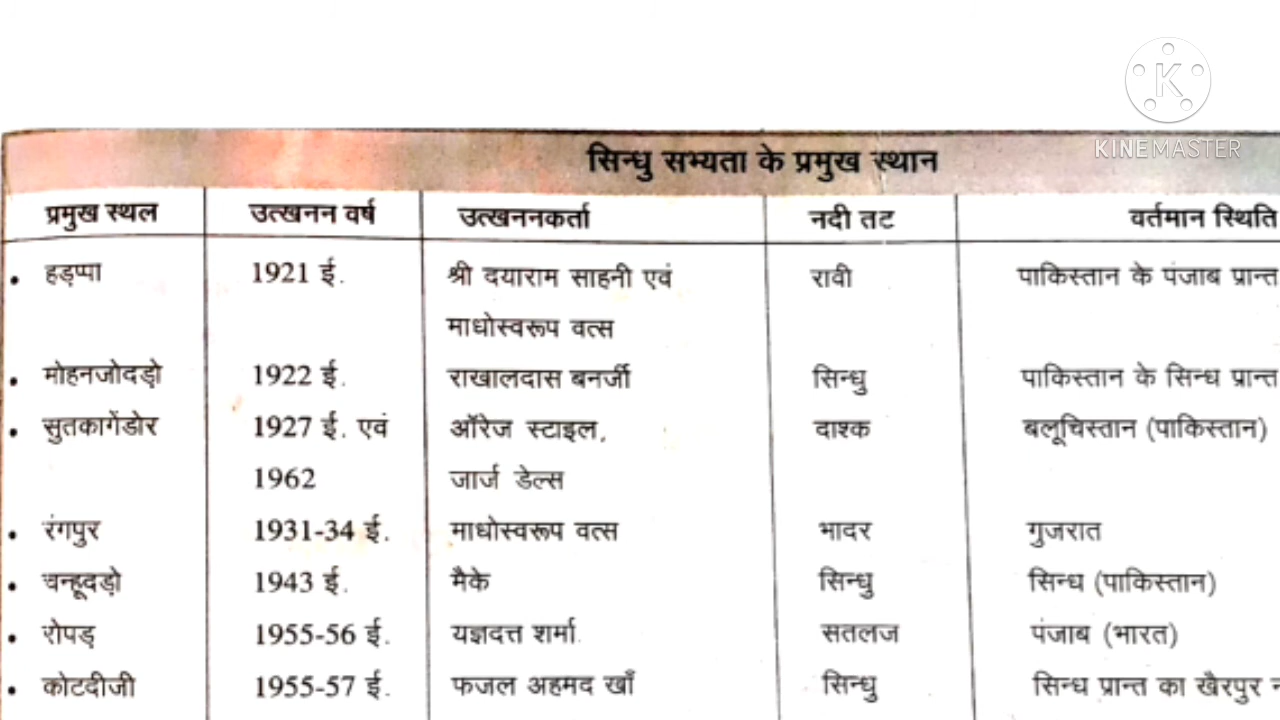 K
KINEMASTER
सिन्धु सभ्यता के प्रमुख स्थान
प्रमुख स्थल उत्खनन वर्ष उत्खननकर्ता नदी तट वर्तमान स्थिति
• हड़प्पा 1921 ई. श्री दयाराम साहनी एवं रावी पाकिस्तान के पंजाब प्रान्त
माधोस्वरूप वत्स
• मोहनजोदड़ो 1922 ई. राखालदास बनर्जी सिन्धु पाकिस्तान के सिन्ध प्रान्त
• सुतकागेंडोर 1927 ई. एवं ऑरेज स्टाइल, दाश्क बलूचिस्तान (पाकिस्तान)
1962 जार्ज डेल्स
• रंगपुर 1931-34 ई. माधोस्वरूप वत्स भादर गुजरात
• चन्हूदड़ो 1943 ई. मैके सिन्धु सिन्ध (पाकिस्तान)
• रोपड़ 1955-56 ई. यज्ञदत्त शर्मा सतलज पंजाब (भारत)
• कोटदीजी 1955-57 ई. फजल अहमद खाँ सिन्धु सिन्ध प्रान्त का खैरपुर